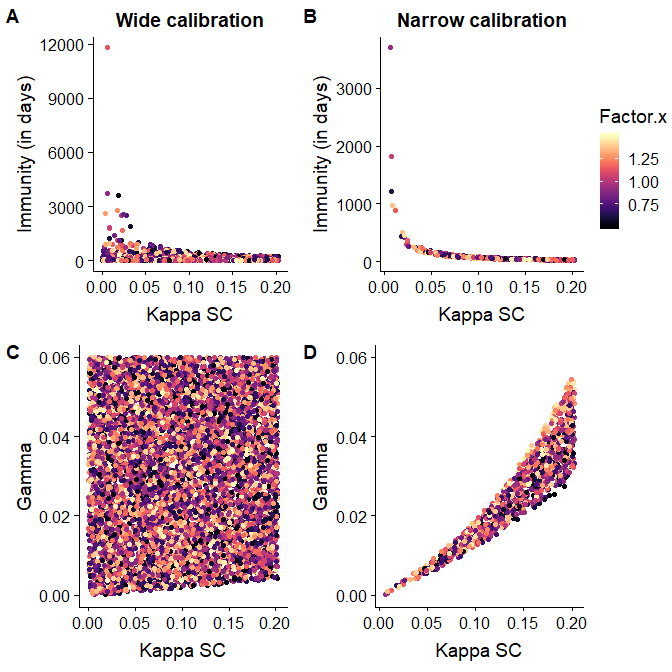 A
Wide calibration
Immunity (in days)
12000
9000
6000
3000
0
0.00 0.05 0.10 0.15 0.20
Kappa SC
B
Narrow calibration
Immunity (in days)
3000
2000
1000
0
0.00 0.05 0.10 0.15 0.20
Kappa SC
Factor.x
1.25
1.00
0.75
C
Gamma
0.06
0.04
0.02
0.00
0.00 0.05 0.10 0.15 0.20
Kappa SC
D
Gamma
0.06
0.04
0.02
0.00
0.00 0.05 0.10 0.15 0.20
Kappa SC